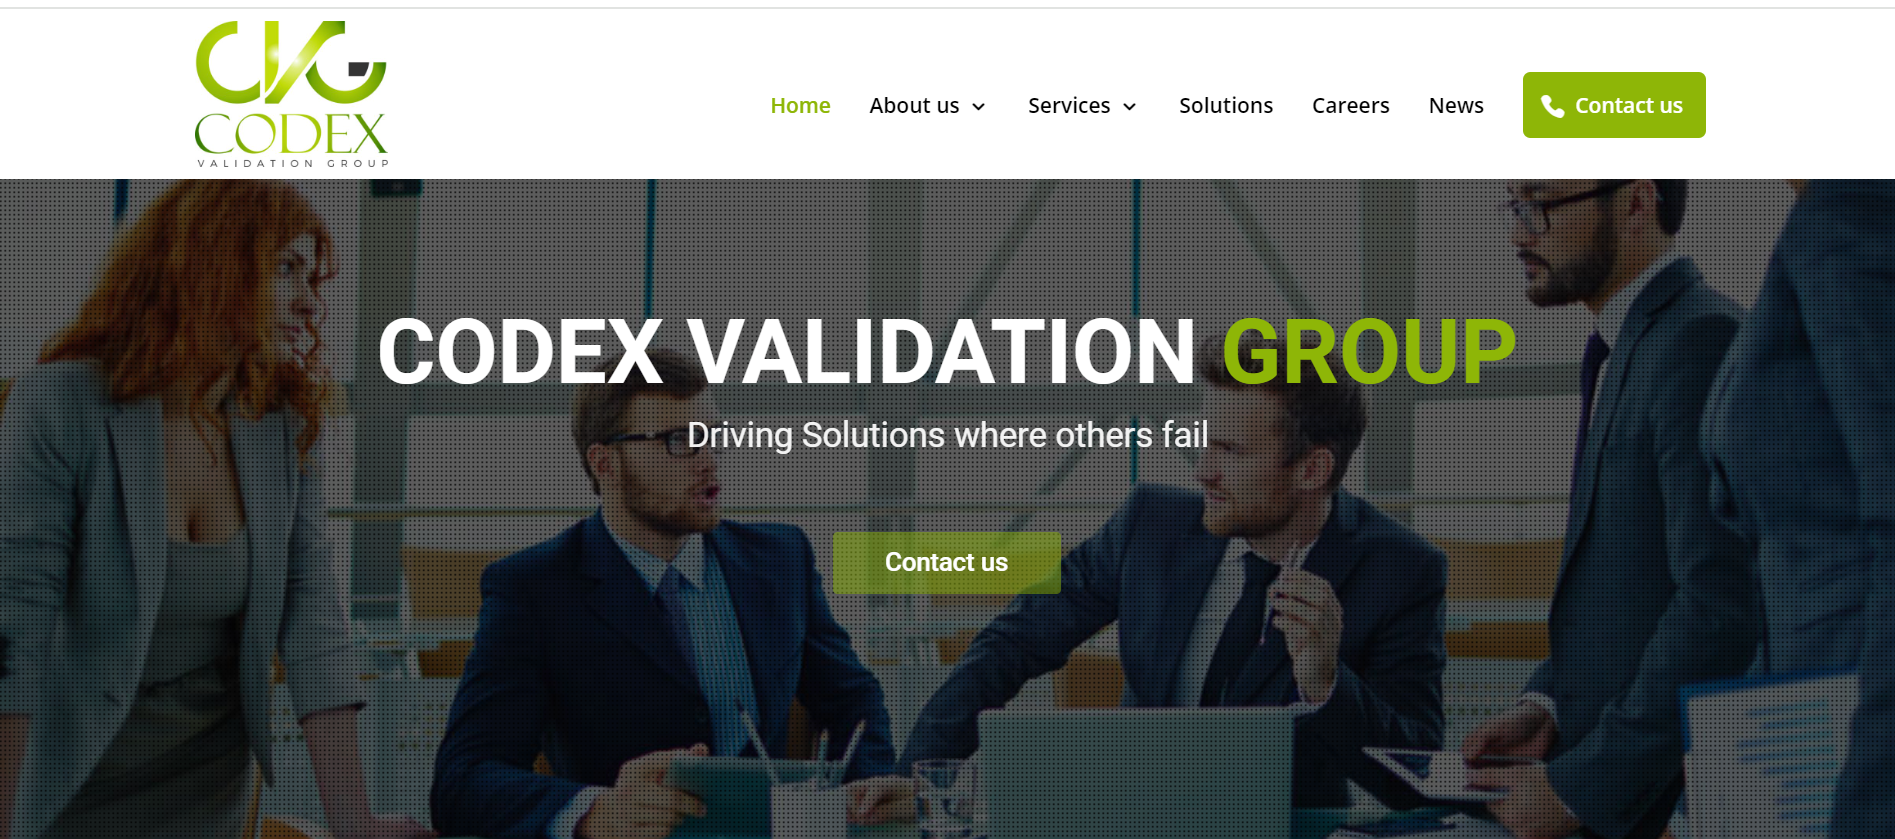 CVG
CODEX
VALIDATION GROUP
Home About us Services Solutions Careers News Contact us
CODEX VALIDATION GROUP
Driving Solutions where others fail
Contact us